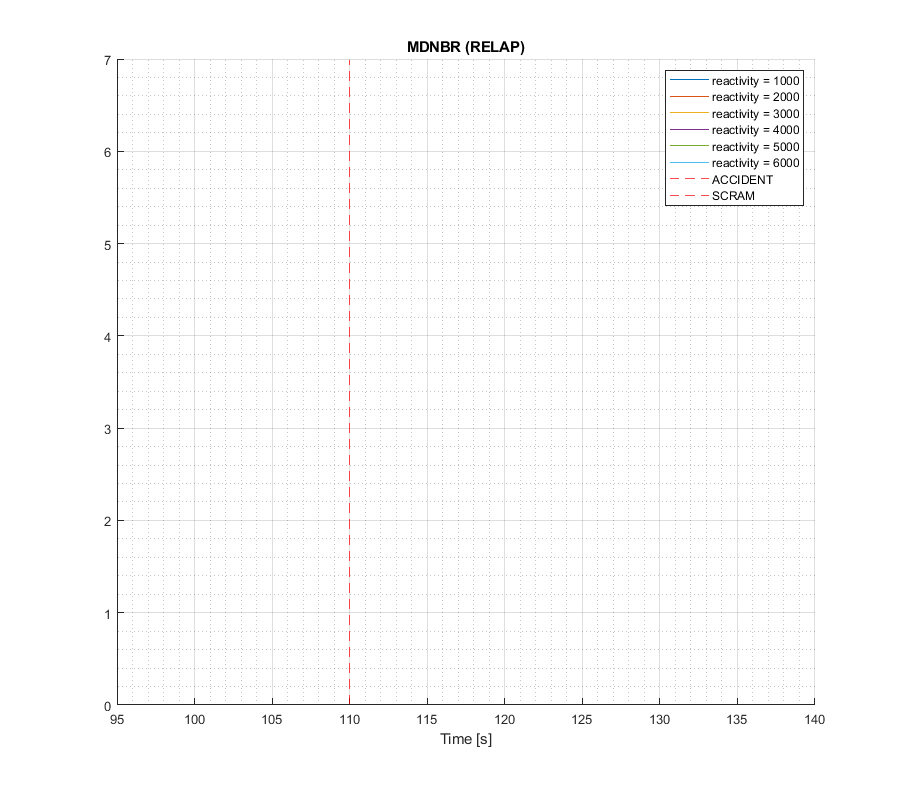 MDNBR (RELAP)
7
6
5
4
3
2
1
0
reactivity = 1000
reactivity = 2000
reactivity = 3000
reactivity = 4000
reactivity = 5000
reactivity = 6000
ACCIDENT
SCRAM
95 100 105 110 115 120 125 130 135 140
Time [s]